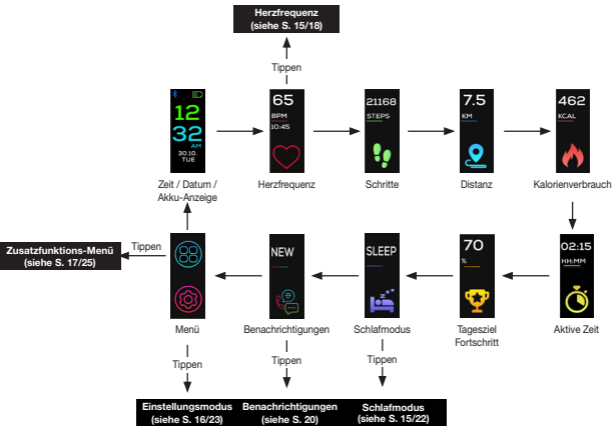 Herzfrequenz
(siehe S. 15/18)
Tippen
12
32
AM
30.10.
TUE
65
BPM
10:45
21168
STEPS
7.5
KM
462
KCAL
Zeit / Datum /
Akku-Anzeige
Herzfrequenz
Schritte
Distanz
Kalorienverbrauch
Zusatzfunktions-Menü
(siehe S. 17/25)
Tippen
NEW
SLEEP
70
%
02:15
HH:MM
Menü
Benachrichtigungen
Schlafmodus
Tagesziel
Fortschritt
Aktive Zeit
Tippen
Tippen
Tippen
Einstellungsmodus
(siehe S. 16/23)
Benachrichtigungen
(siehe S. 20)
Schlafmodus
(siehe S. 15/22)